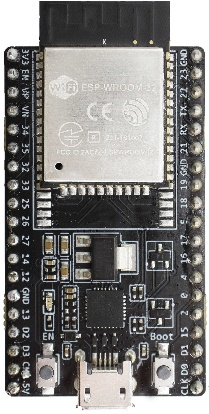 WiFi ESP-WROOM-32
CE
3V3
EN
VP
VN
34
35
32
33
25
26
27
14
12
GND
13
D2
D3
CMD
5V
GND
23
22
TX
RX
21
GND
19
18
5
17
16
4
0
2
15
D1
D0
CLK
EN
Boot